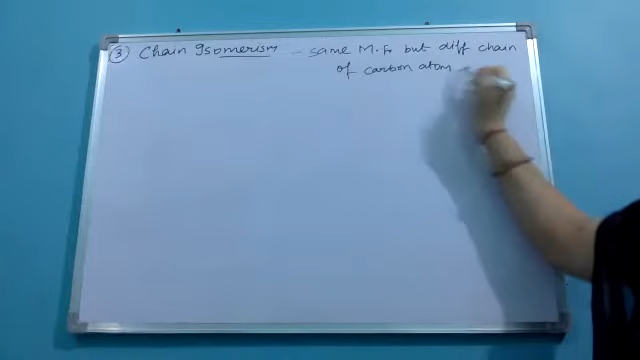 ③ Chain Isomerism - same M.F. but diff chain
of carbon atom